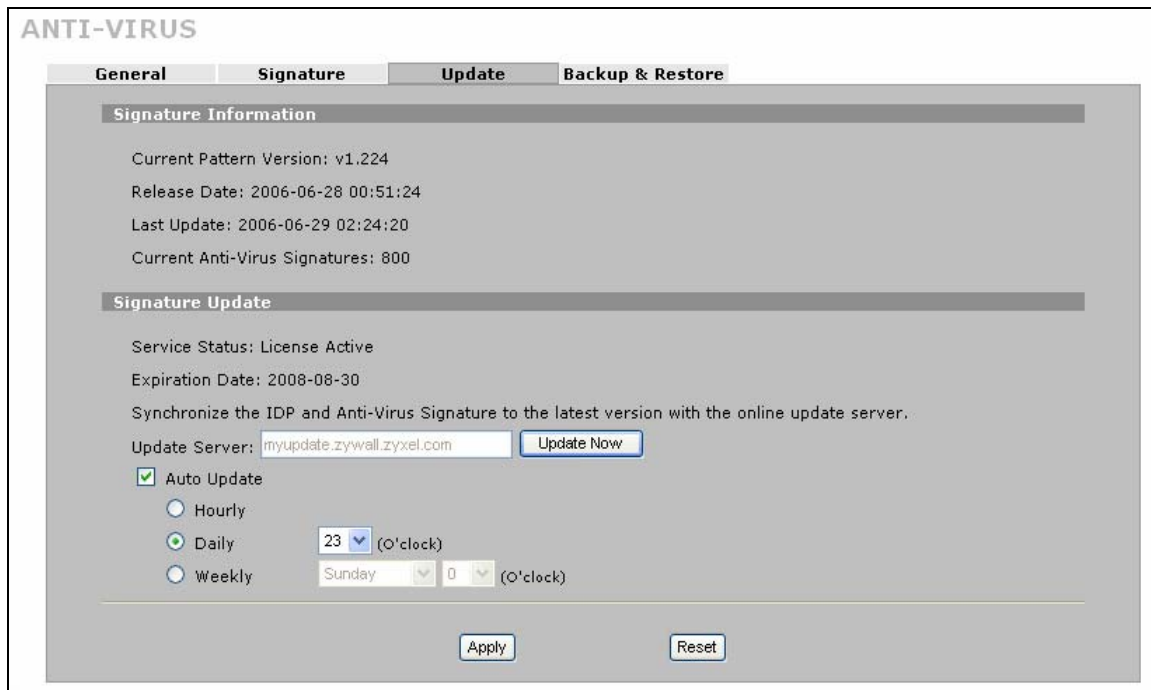 ANTI-VIRUS
General Signature Update Backup & Restore
Signature Information
Current Pattern Version: v1.224
Release Date: 2006-06-28 00:51:24
Last Update: 2006-06-29 02:24:20
Current Anti-Virus Signatures: 800
Signature Update
Service Status: License Active
Expiration Date: 2008-08-30
Synchronize the IDP and Anti-Virus Signature to the latest version with the online update server.
Update Server: myupdate.zywall.zyxel.com Update Now
Auto Update
Hourly
Daily 23 (O'clock)
Weekly Sunday 0 (O'clock)
Apply Reset